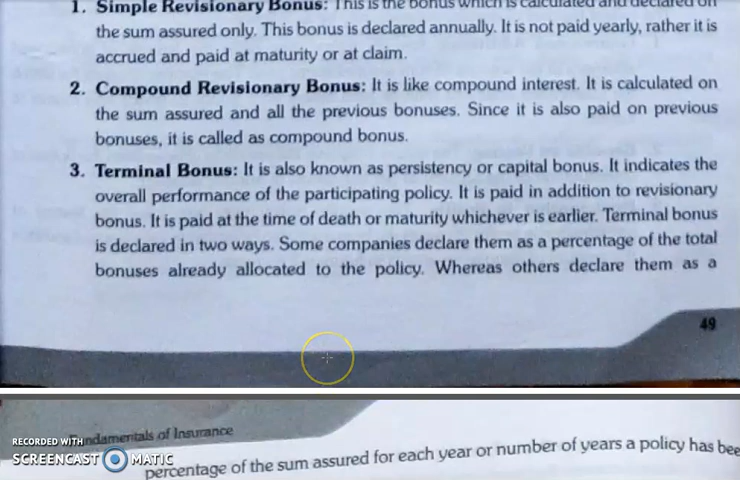 1. Simple Revisionary Bonus: This is the bonus which is calculated and declared on
the sum assured only. This bonus is declared annually. It is not paid yearly, rather it is
accrued and paid at maturity or at claim.
2. Compound Revisionary Bonus: It is like compound interest. It is calculated on
the sum assured and all the previous bonuses. Since it is also paid on previous
bonuses, it is called as compound bonus.
3. Terminal Bonus: It is also known as persistency or capital bonus. It indicates the
overall performance of the participating policy. It is paid in addition to revisionary
bonus. It is paid at the time of death or maturity whichever is earlier. Terminal bonus
is declared in two ways. Some companies declare them as a percentage of the total
bonuses already allocated to the policy. Whereas others declare them as a
49
Fundamentals of Insurance
RECORDED WITH
SCREENCAST MATIC
percentage of the sum assured for each year or number of years a policy has bee